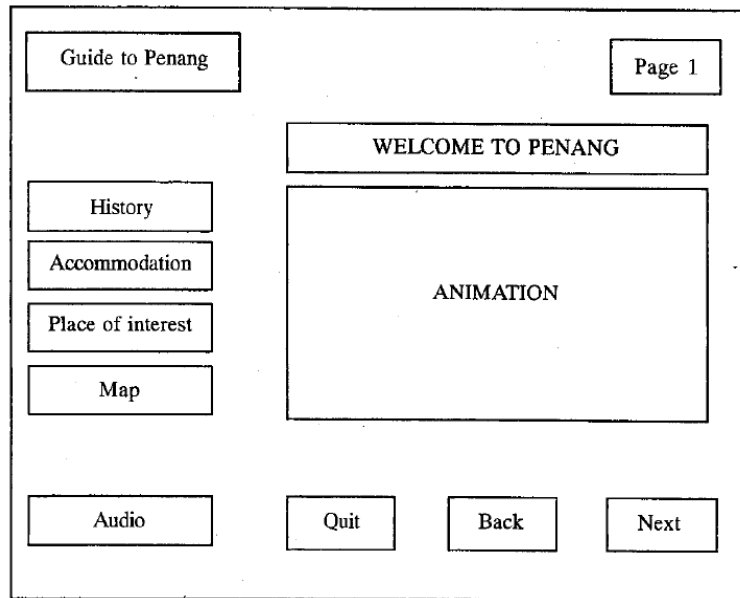 Guide to Penang
Page 1
WELCOME TO PENANG
History
Accommodation
Place of interest
Map
ANIMATION
Audio
Quit
Back
Next